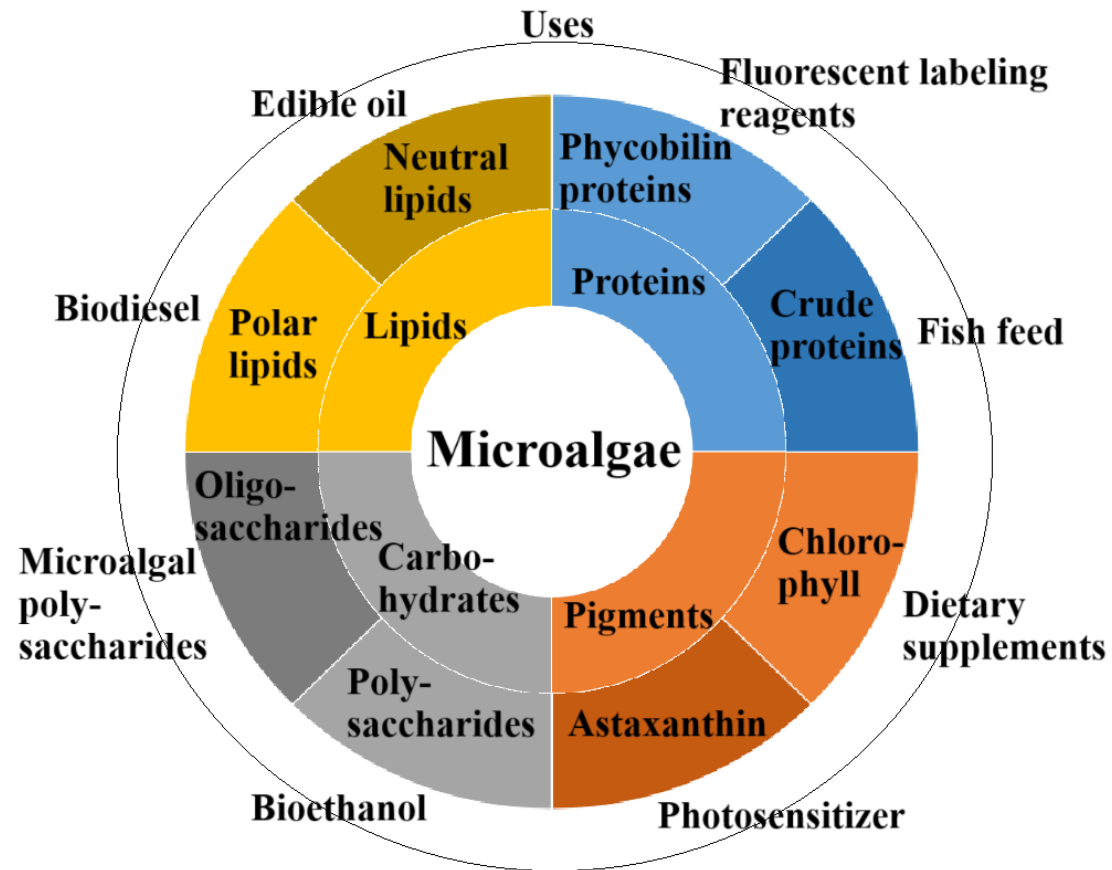 Uses
Fluorescent labeling
reagents
Edible oil
Neutral
lipids
Phycobilin
proteins
Proteins
Crude
proteins
Fish feed
Biodiesel
Polar
lipids
Lipids
Microalgae
Oligo-
saccharides
Carbo-
hydrates
Microalgal
poly-
saccharides
Pigments
Chloro-
phyll
Dietary
supplements
Poly-
saccharides
Astaxanthin
Bioethanol
Photosensitizer